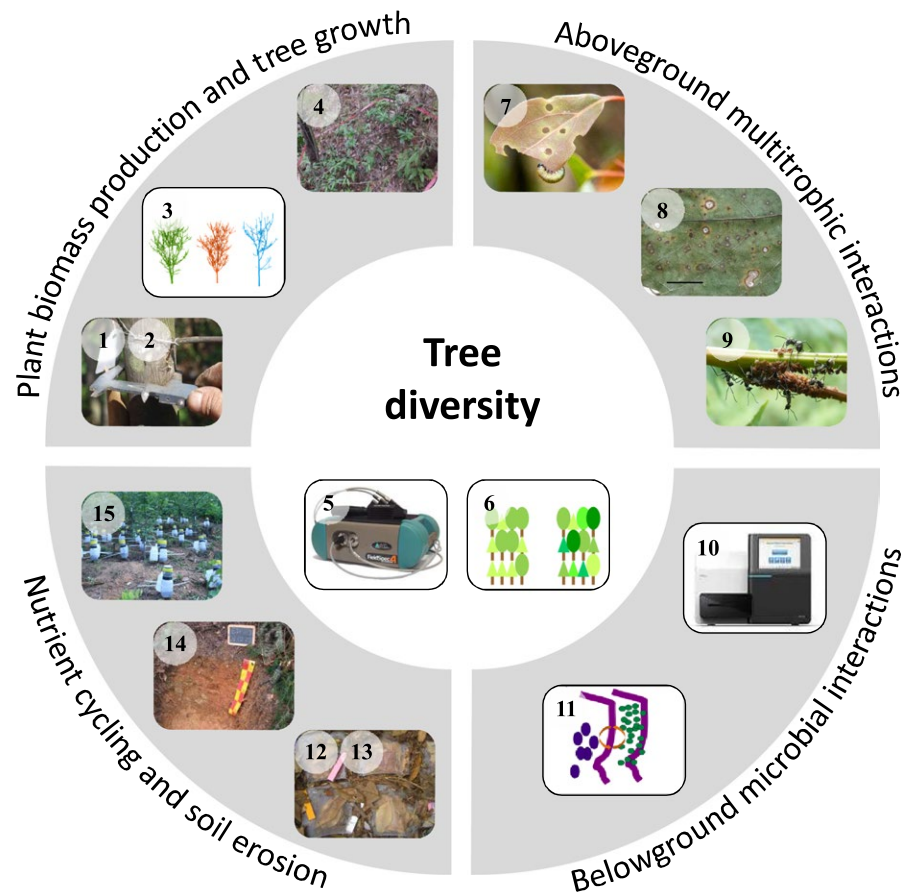 Plant biomass production and tree growth
Aboveground multitrophic interactions
4
7
3
8
1
2
9
Tree
diversity
5
6
15
10
14
11
12
13
Nutrient cycling and soil erosion
Belowground microbial interactions